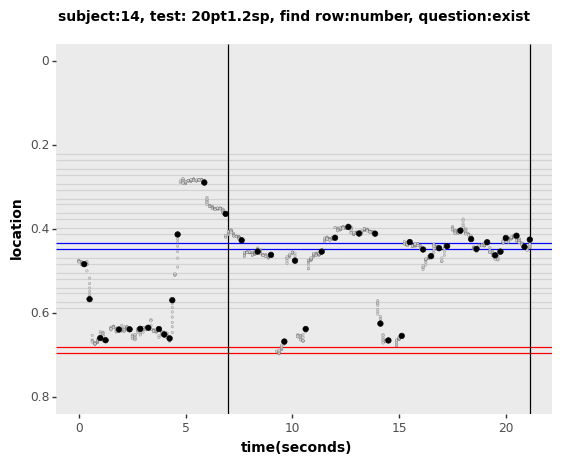 subject:14, test: 20pt1.2sp, find row:number, question:exist
0
0.2
0.4
0.6
0.8
location
0 5 10 15 20
time(seconds)